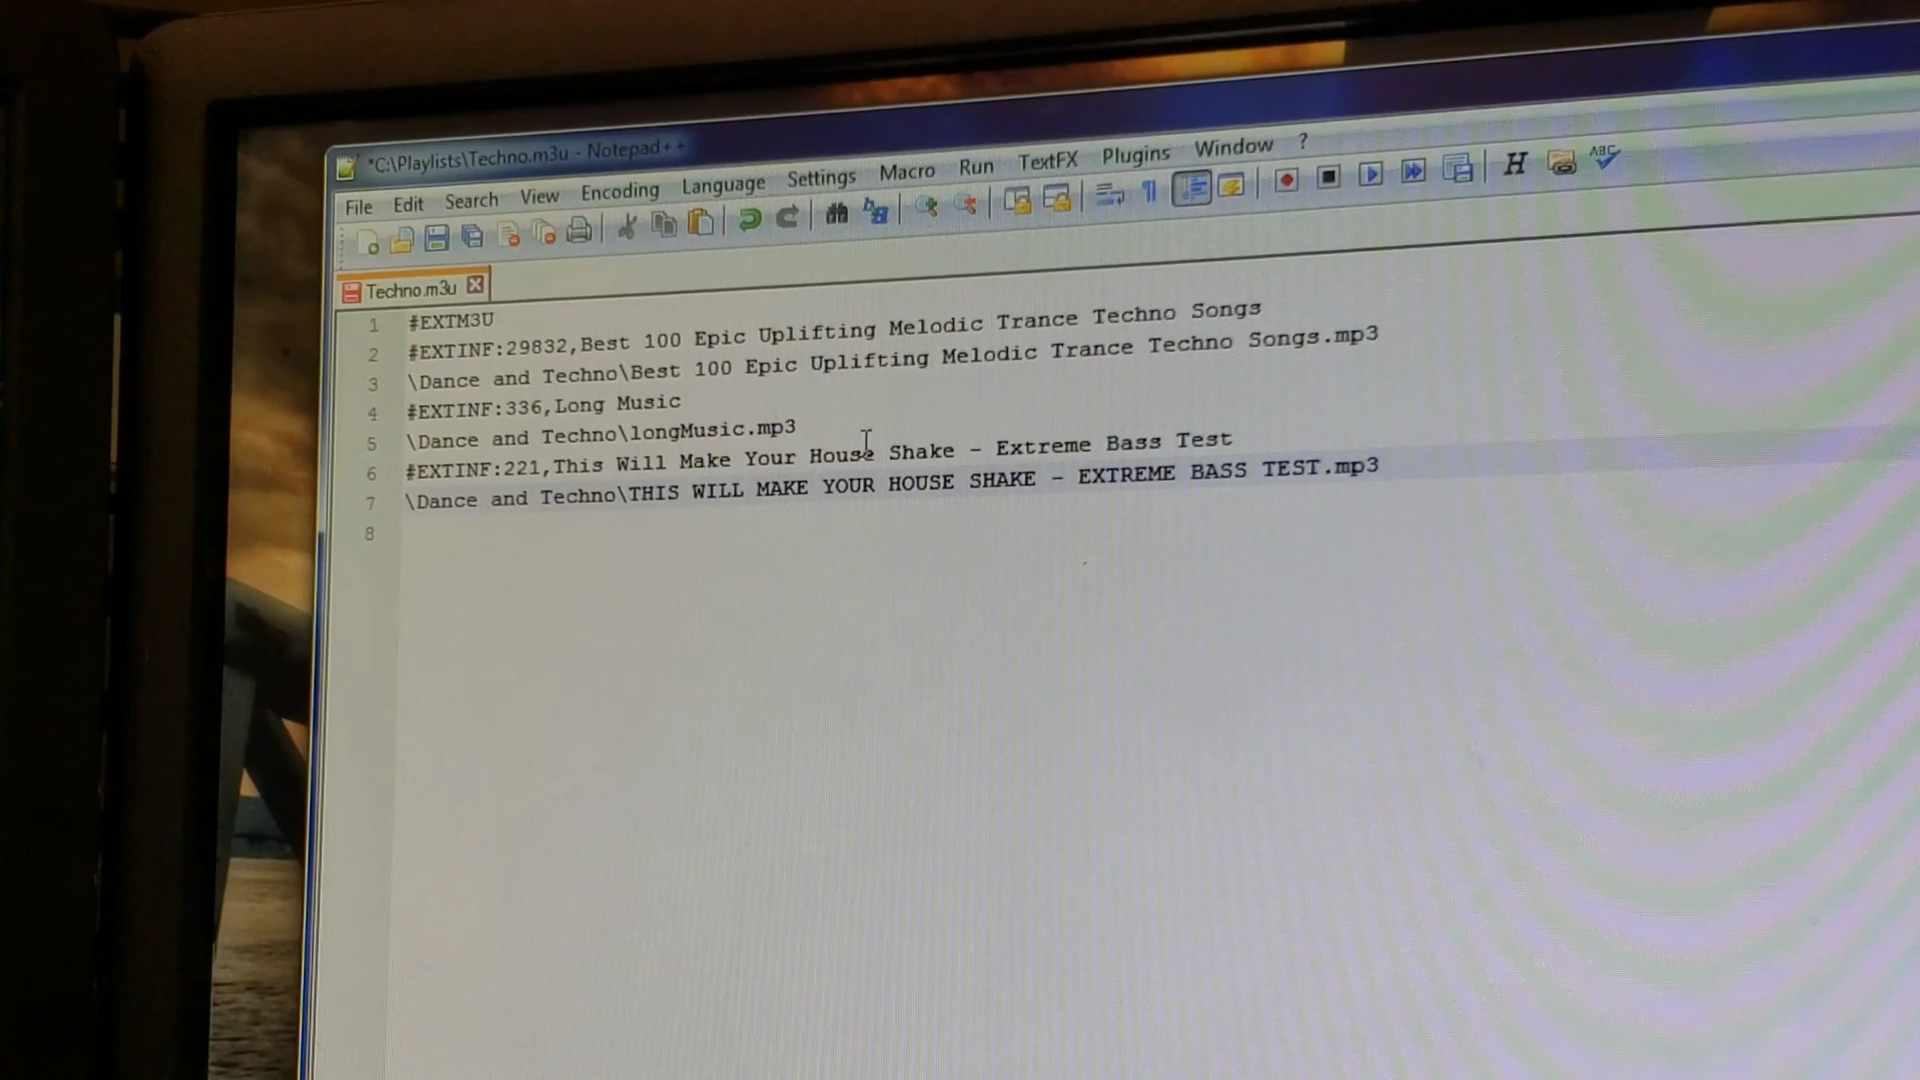 *C:\Playlists\Techno.m3u - Notepad++
File Edit Search View Encoding Language Settings Macro Run TextFX Plugins Window ?
H ABC
Techno.m3u
1 #EXTM3U
2 #EXTINF:29832,Best 100 Epic Uplifting Melodic Trance Techno Songs
3 \Dance and Techno\Best 100 Epic Uplifting Melodic Trance Techno Songs.mp3
4 #EXTINF:336,Long Music
5 \Dance and Techno\longMusic.mp3
6 #EXTINF:221,This Will Make Your House Shake - Extreme Bass Test
7 \Dance and Techno\THIS WILL MAKE YOUR HOUSE SHAKE - EXTREME BASS TEST.mp3
8